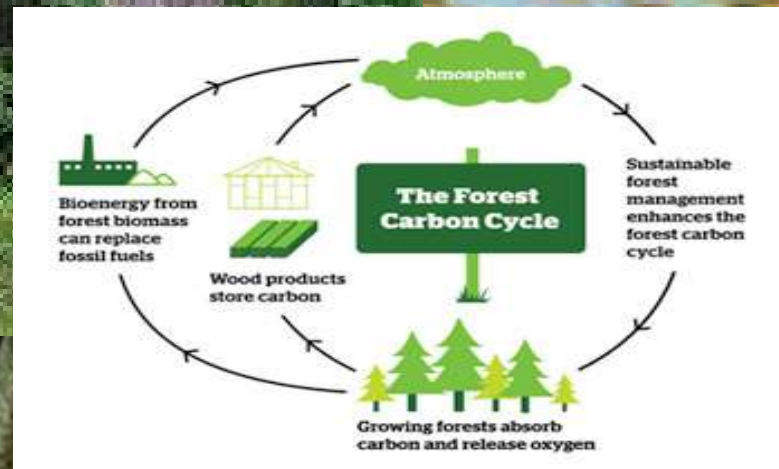 Atmosphere
The Forest
Carbon Cycle
Sustainable
forest
management
enhances the
forest carbon
cycle
Bioenergy from
forest biomass
can replace
fossil fuels
Wood products
store carbon
Growing forests absorb
carbon and release oxygen